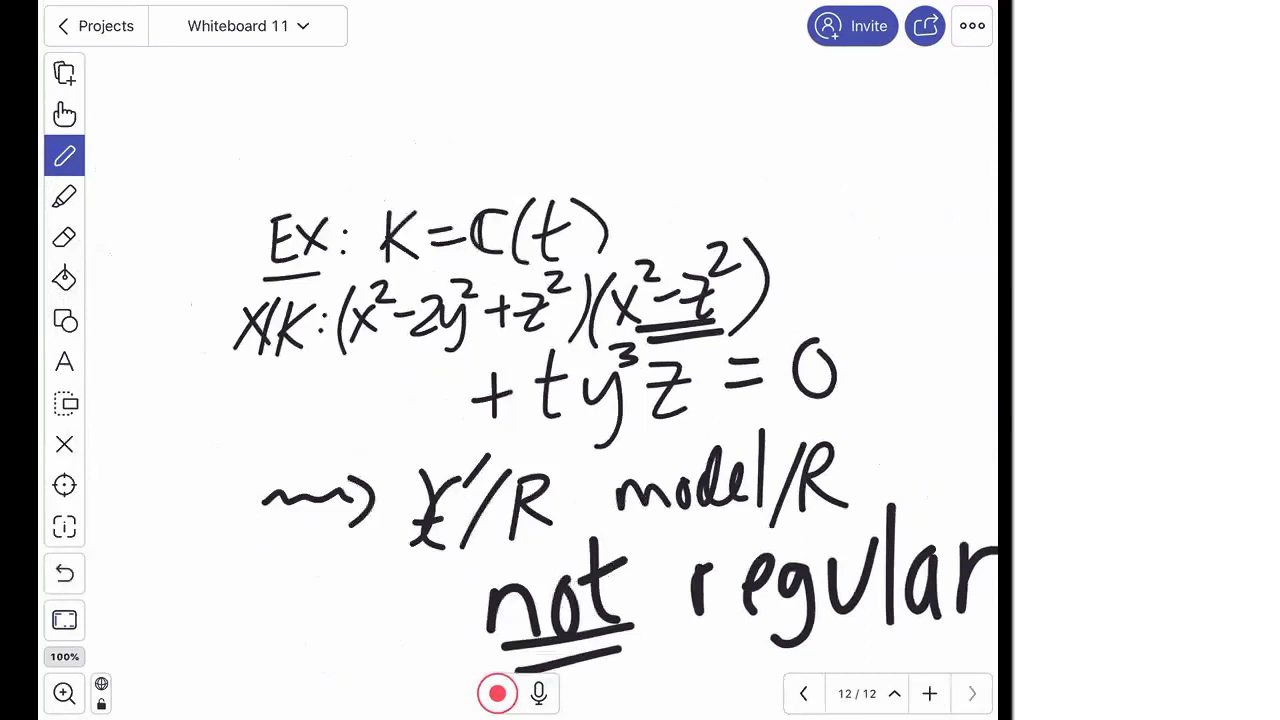 Projects
Whiteboard 11
Invite
Ex: K=ℂ(t)
X/K: (x²-2y²+z²)(x²-z²)
+ ty³z = 0
⇝ 𝒳'/R model/R
not regular
A
100%
12 / 12